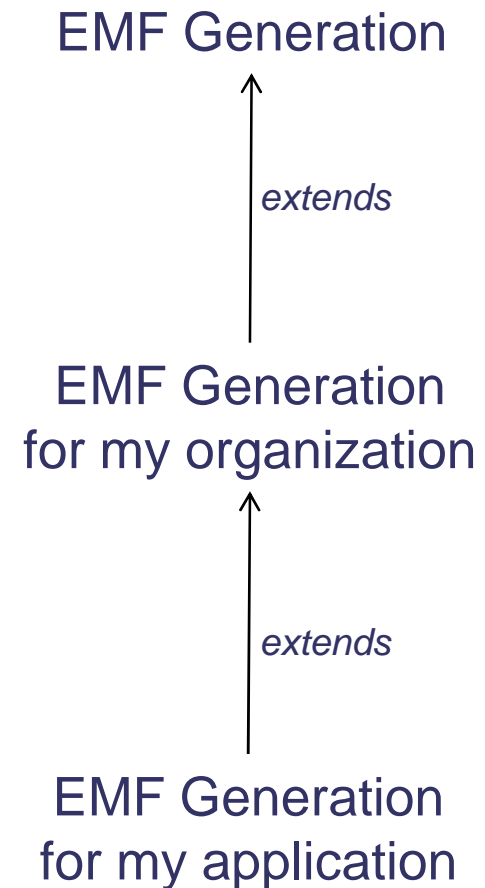 EMF Generation
extends
EMF Generation
for my organization
extends
EMF Generation
for my application